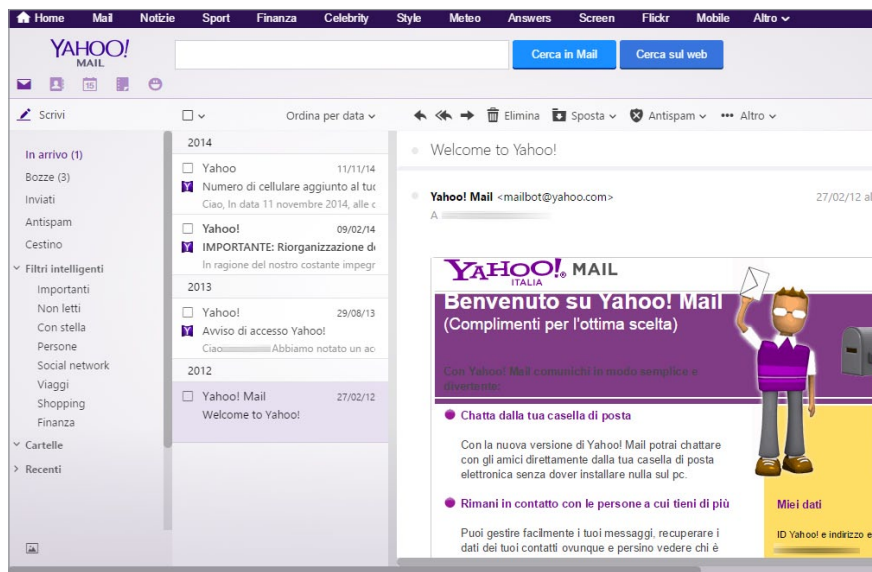 Home Mail Notizie Sport Finanza Celebrity Style Meteo Answers Screen Flickr Mobile Altro
YAHOO!
MAIL
Cerca in Mail Cerca sul web
15
Scrivi
Ordina per data
Elimina Sposta Antispam Altro
In arrivo (1)
Bozze (3)
Inviati
Antispam
Cestino
Filtri intelligenti
Importanti
Non letti
Con stella
Persone
Social network
Viaggi
Shopping
Finanza
Cartelle
Recenti
2014
Yahoo 11/11/14
Numero di cellulare aggiunto al tuo
Ciao, In data 11 novembre 2014, alle
Yahoo! 09/02/14
IMPORTANTE: Riorganizzazione
In ragione del nostro costante impegn
2013
Yahoo! 29/08/13
Avviso di accesso Yahoo!
Ciao Abbiamo notato un
2012
Yahoo! Mail 27/02/12
Welcome to Yahoo!
Welcome to Yahoo!
Yahoo! Mail <mailbot@yahoo.com> 27/02/12
A
YAHOO!® MAIL
ITALIA
Benvenuto su Yahoo! Mail
(Complimenti per l'ottima scelta)
Con Yahoo! Mail comunichi in modo semplice e
divertente:
Chatta dalla tua casella di posta
Con la nuova versione di Yahoo! Mail potrai chattare
con gli amici direttamente dalla tua casella di posta
elettronica senza dover installare nulla sul pc.
Rimani in contatto con le persone a cui tieni di più
Puoi gestire facilmente i tuoi messaggi, recuperare i
dati dei tuoi contatti ovunque e persino vedere chi è
Miei dati
ID Yahoo! e indirizzo e